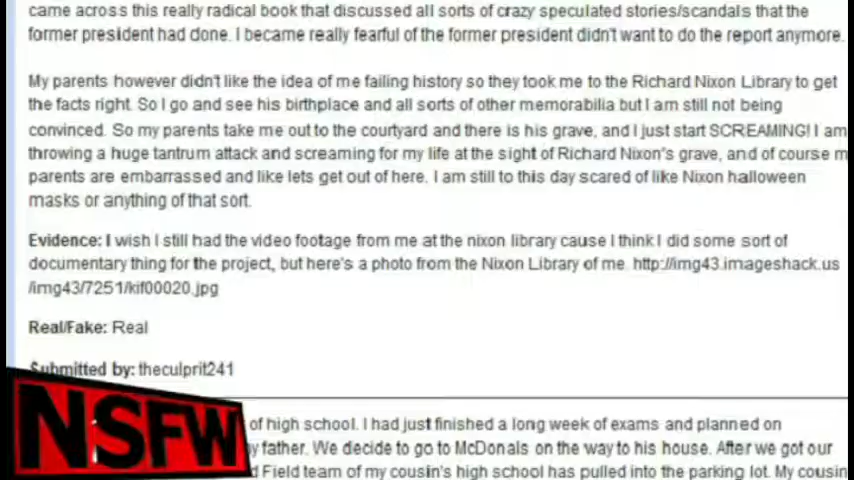 came across this really radical book that discussed all sorts of crazy speculated stories/scandals that the
former president had done. I became really fearful of the former president didn't want to do the report anymore.
My parents however didn't like the idea of me failing history so they took me to the Richard Nixon Library to get
the facts right. So I go and see his birthplace and all sorts of other memorabilia but I am still not being
convinced. So my parents take me out to the courtyard and there is his grave, and I just start SCREAMING! I am
throwing a huge tantrum attack and screaming for my life at the sight of Richard Nixon's grave, and of course m
parents are embarrassed and like lets get out of here. I am still to this day scared of like Nixon halloween
masks or anything of that sort.
Evidence: I wish I still had the video footage from me at the nixon library cause I think I did some sort of
documentary thing for the project, but here's a photo from the Nixon Library of me. http://img43.imageshack.us
/img43/7251/kif00020.jpg
Real/Fake: Real
Submitted by: theculprit241
of high school. I had just finished a long week of exams and planned on
y father. We decide to go to McDonals on the way to his house. After we got our
d Field team of my cousin's high school has pulled into the parking lot. My cousin
NSFW